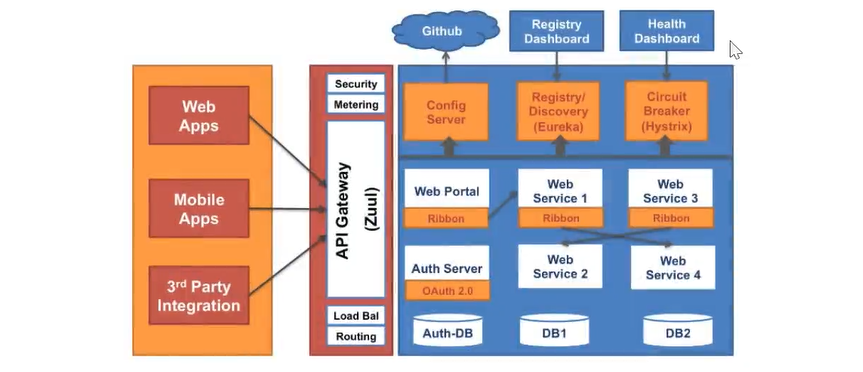 Github
Registry
Dashboard
Health
Dashboard
Web
Apps
Mobile
Apps
3rd Party
Integration
Security
Metering
API Gateway
(Zuul)
Load Bal
Routing
Config
Server
Registry/
Discovery
(Eureka)
Circuit
Breaker
(Hystrix)
Web Portal
Ribbon
Web
Service 1
Ribbon
Web
Service 3
Ribbon
Auth Server
OAuth 2.0
Web
Service 2
Web
Service 4
Auth-DB
DB1
DB2